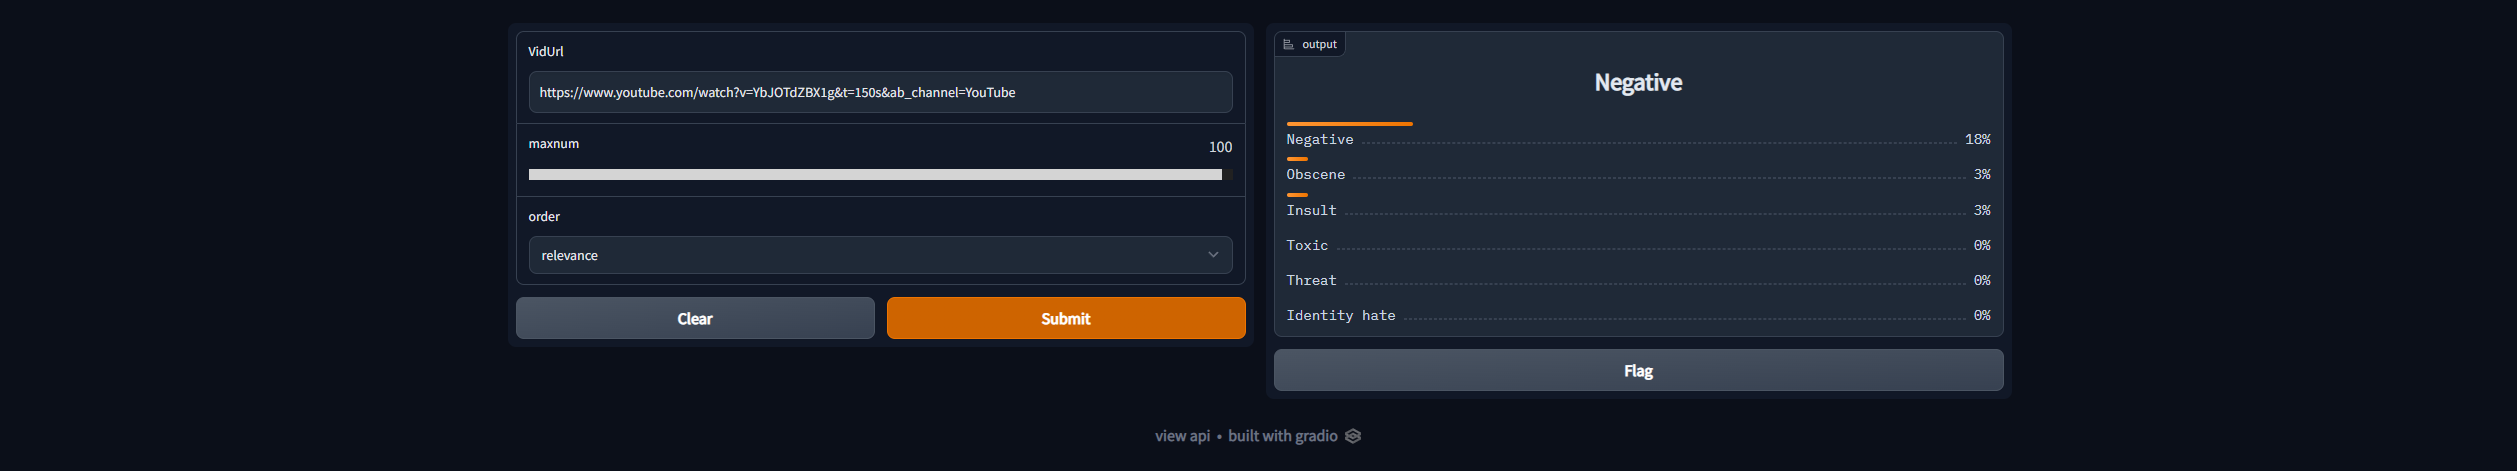 VidUrl
https://www.youtube.com/watch?v=YbJOTdZBX1g&t=150s&ab_channel=YouTube
maxnum
100
order
relevance
Clear
Submit
output
Negative
Negative 18%
Obscene 3%
Insult 3%
Toxic 0%
Threat 0%
Identity hate 0%
Flag
view api • built with gradio